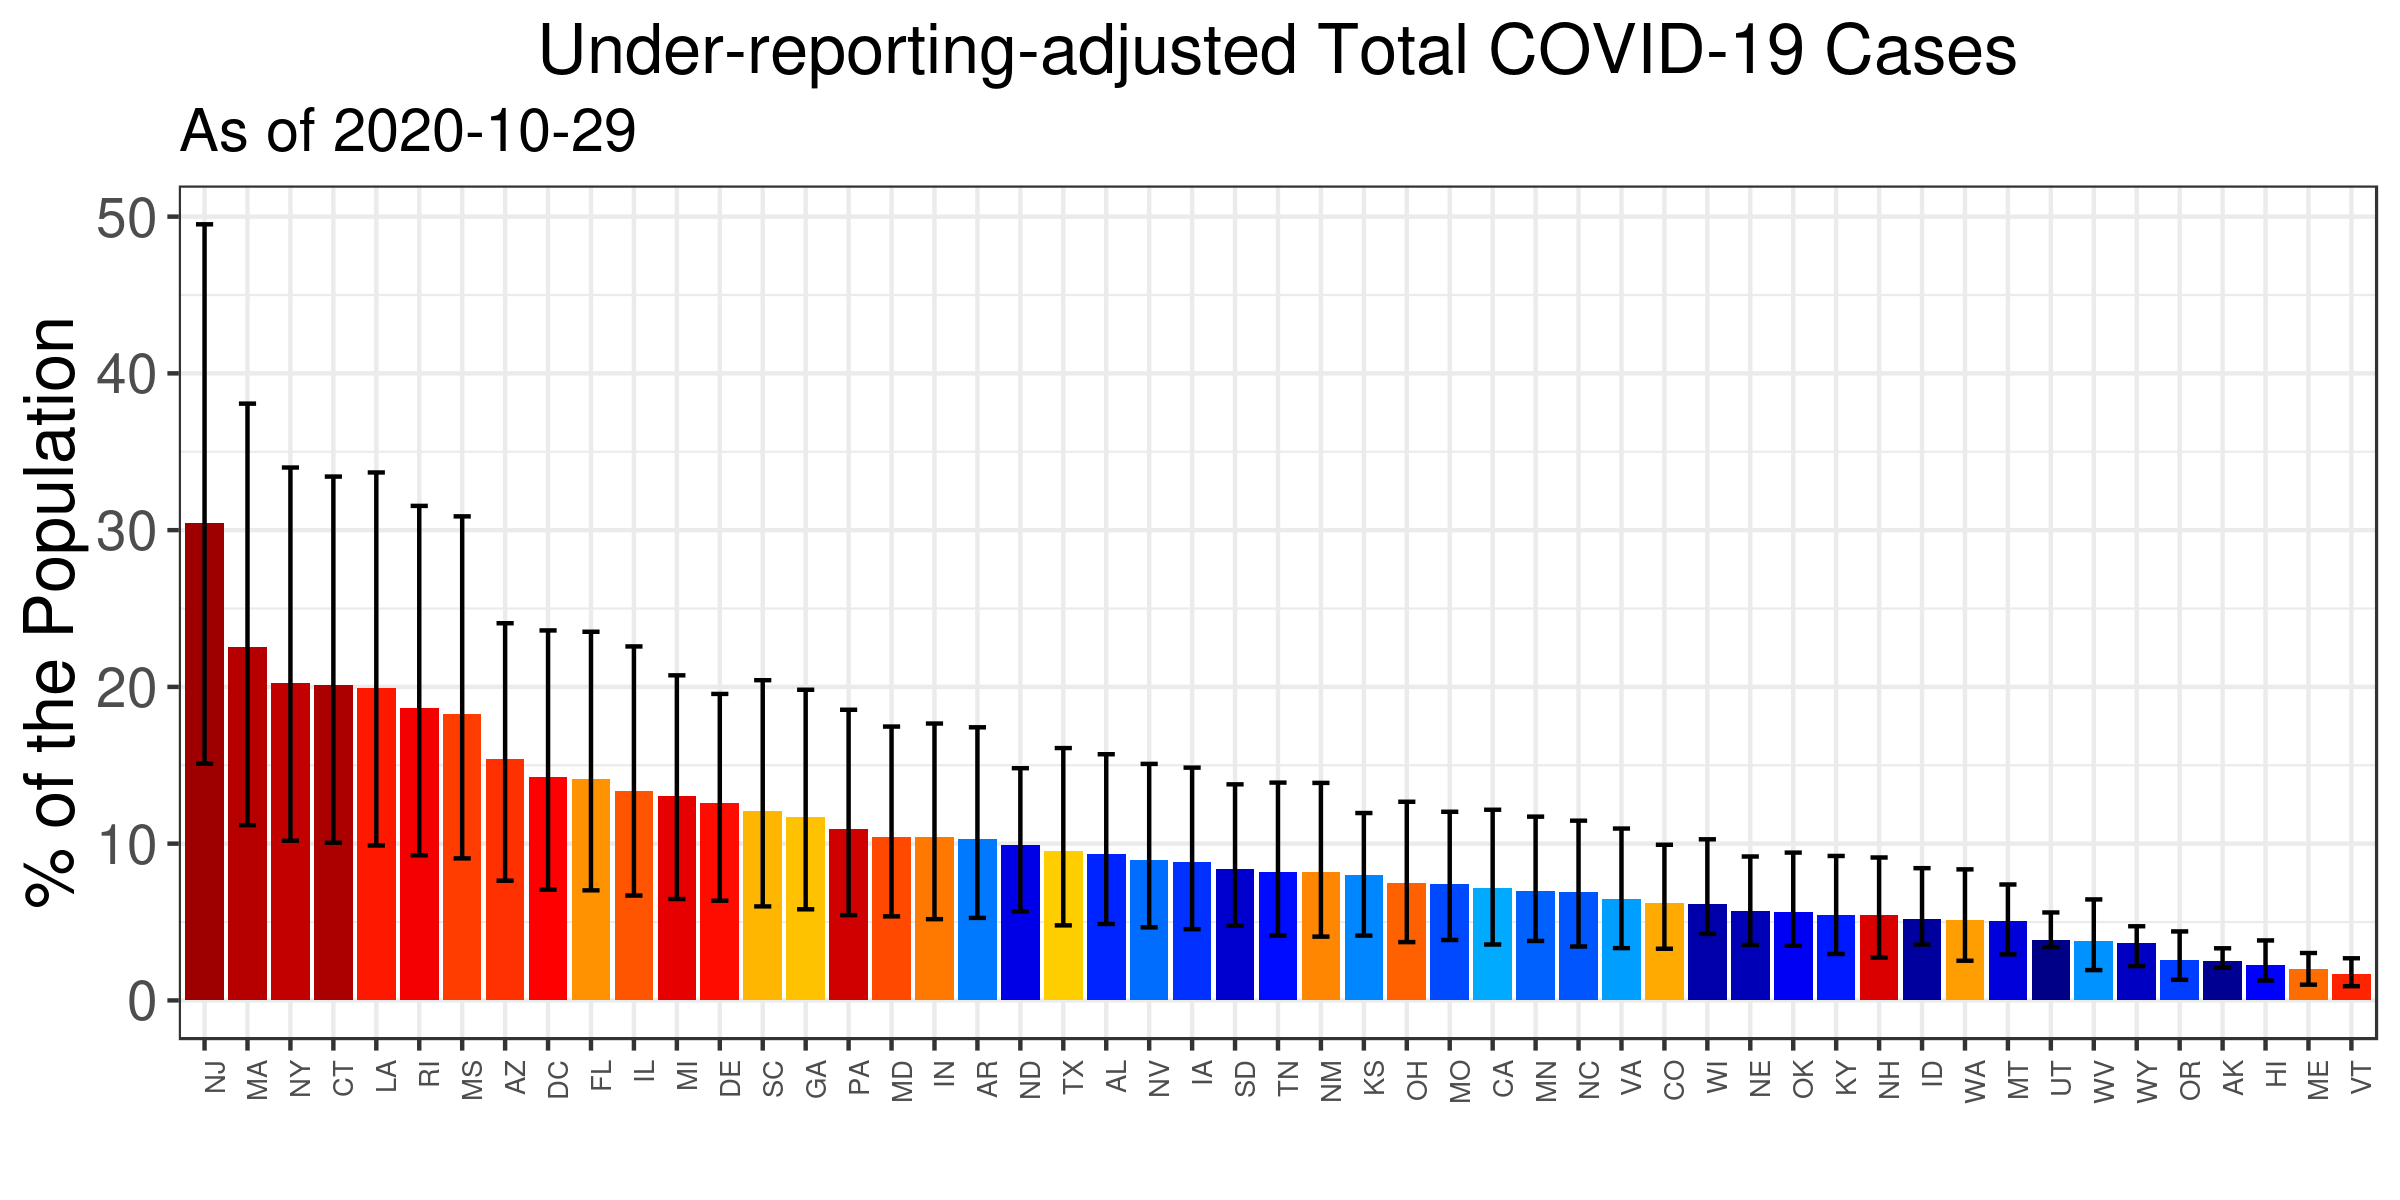 Under-reporting-adjusted Total COVID-19 Cases
As of 2020-10-29
% of the Population
50
40
30
20
10
0
NJ MA NY CT LA RI MS AZ DC FL IL MI DE SC GA PA MD IN AR ND TX AL NV IA SD TN NM KS OH MO CA MN NC VA CO WI NE OK KY NH ID WA MT UT WV WY OR AK HI ME VT